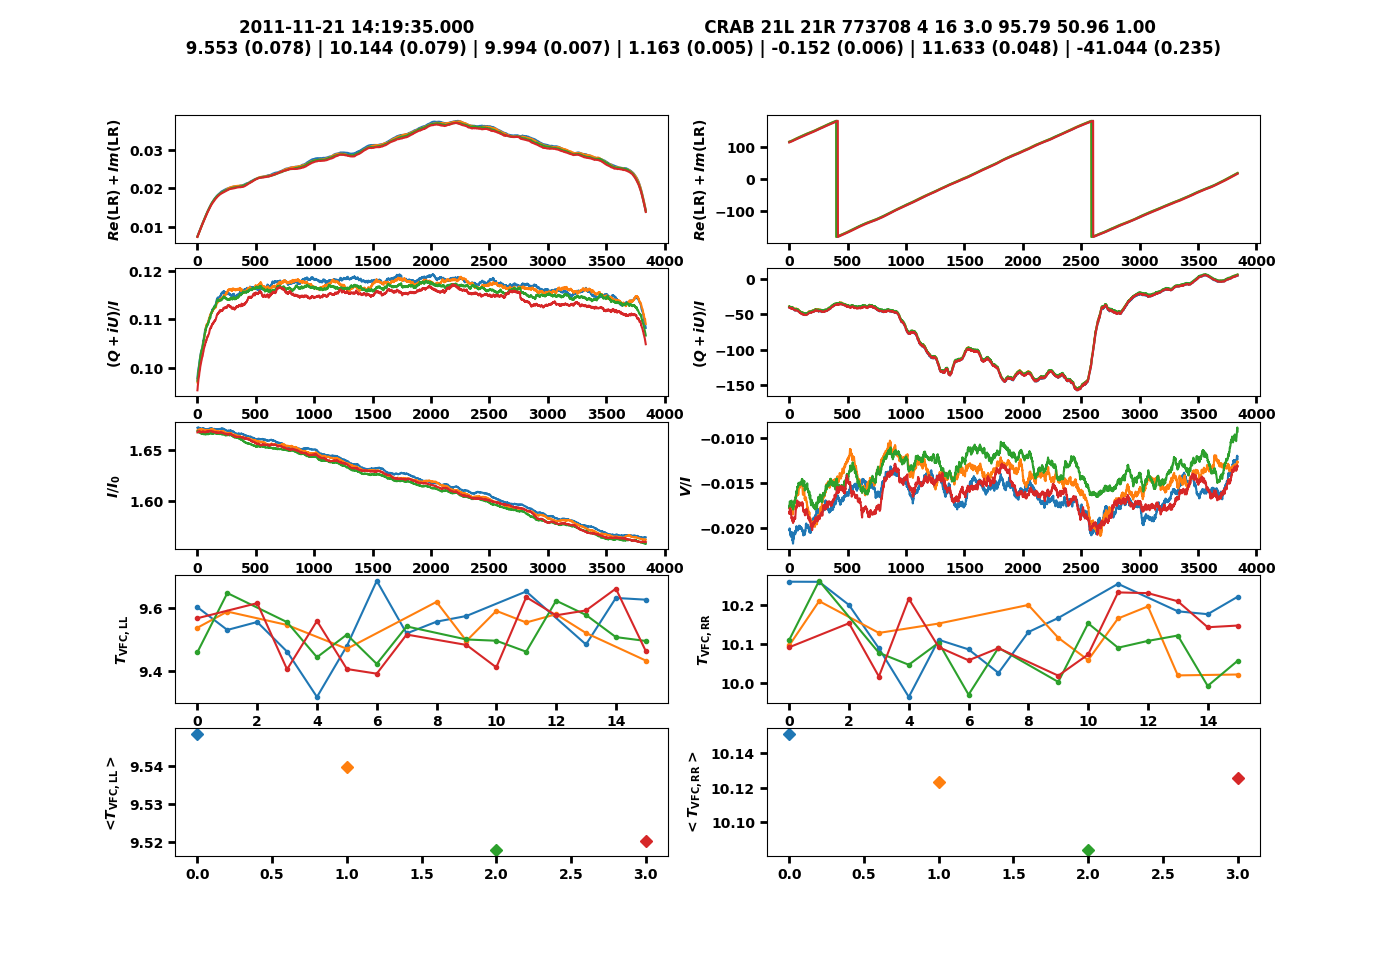 2011-11-21 14:19:35.000 CRAB 21L 21R 773708 4 16 3.0 95.79 50.96 1.00
9.553 (0.078) | 10.144 (0.079) | 9.994 (0.007) | 1.163 (0.005) | -0.152 (0.006) | 11.633 (0.048) | -41.044 (0.235)
Re(LR) + Im(LR)
0.03
0.02
0.01
0 500 1000 1500 2000 2500 3000 3500 4000
Re(LR) + Im(LR)
100
0
−100
0 500 1000 1500 2000 2500 3000 3500 4000
(Q + iU)/I
0.12
0.11
0.10
0 500 1000 1500 2000 2500 3000 3500 4000
(Q + iU)/I
0
−50
−100
−150
0 500 1000 1500 2000 2500 3000 3500 4000
I/I0
1.65
1.60
0 500 1000 1500 2000 2500 3000 3500 4000
V/I
−0.010
−0.015
−0.020
0 500 1000 1500 2000 2500 3000 3500 4000
TVFC,LL
9.6
9.4
0 2 4 6 8 10 12 14
TVFC,RR
10.2
10.1
10.0
0 2 4 6 8 10 12 14
<TVFC,LL>
9.54
9.53
9.52
0.0 0.5 1.0 1.5 2.0 2.5 3.0
< TVFC,RR >
10.14
10.12
10.10
0.0 0.5 1.0 1.5 2.0 2.5 3.0